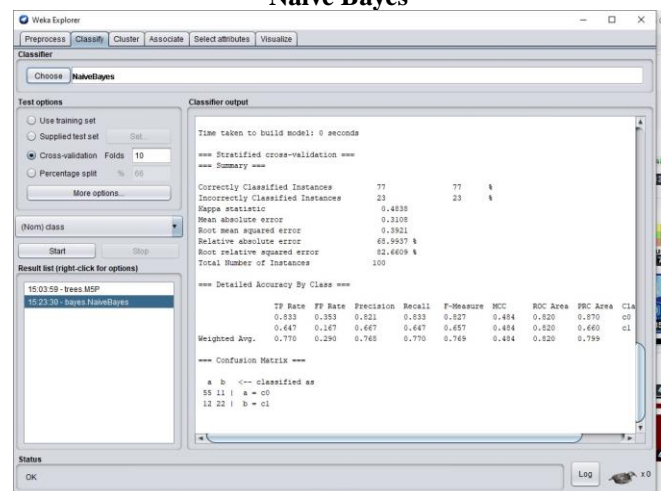 Naive Bayes
Weka Explorer
Preprocess Classify Cluster Associate Select attributes Visualize
Classifier
Choose NaiveBayes
Test options
Use training set
Supplied test set Set...
Cross-validation Folds 10
Percentage split % 66
More options...
(Nom) class
Start Stop
Result list (right-click for options)
15:03:59 - trees.M5P
15:23:30 - bayes.NaiveBayes
Classifier output
Time taken to build model: 0 seconds
=== Stratified cross-validation ===
=== Summary ===
Correctly Classified Instances 77 77 %
Incorrectly Classified Instances 23 23 %
Kappa statistic 0.4838
Mean absolute error 0.3108
Root mean squared error 0.3921
Relative absolute error 68.9937 %
Root relative squared error 82.6609 %
Total Number of Instances 100
=== Detailed Accuracy By Class ===
TP Rate FP Rate Precision Recall F-Measure MCC ROC Area PRC Area Cla
0.833 0.353 0.821 0.833 0.827 0.484 0.820 0.870 c0
0.647 0.167 0.667 0.647 0.657 0.484 0.820 0.660 c1
Weighted Avg. 0.770 0.290 0.768 0.770 0.769 0.484 0.820 0.799
=== Confusion Matrix ===
a b <-- classified as
55 11 | a = c0
12 22 | b = c1
Status
OK
Log x 0